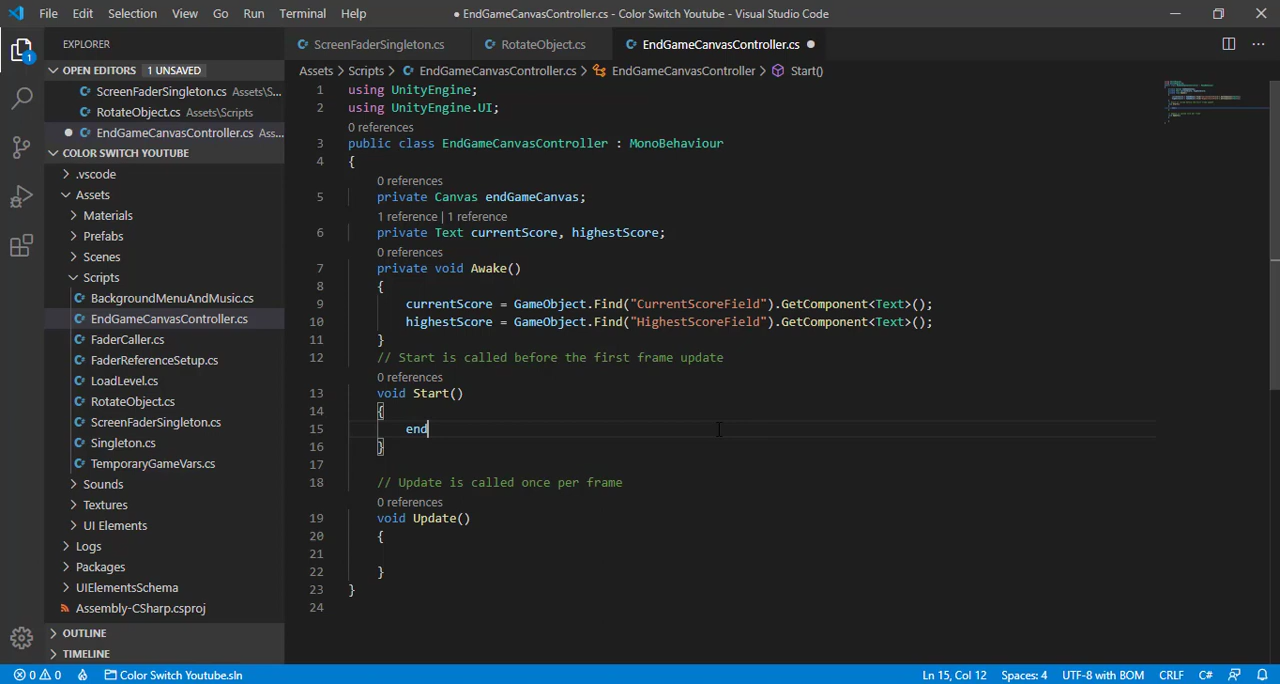 File Edit Selection View Go Run Terminal Help
● EndGameCanvasController.cs - Color Switch Youtube - Visual Studio Code
EXPLORER
ScreenFaderSingleton.cs RotateObject.cs EndGameCanvasController.cs
OPEN EDITORS 1 UNSAVED
ScreenFaderSingleton.cs Assets\S...
RotateObject.cs Assets\Scripts
EndGameCanvasController.cs Ass...
COLOR SWITCH YOUTUBE
.vscode
Assets
Materials
Prefabs
Scenes
Scripts
BackgroundMenuAndMusic.cs
EndGameCanvasController.cs
FaderCaller.cs
FaderReferenceSetup.cs
LoadLevel.cs
RotateObject.cs
ScreenFaderSingleton.cs
Singleton.cs
TemporaryGameVars.cs
Sounds
Textures
UI Elements
Logs
Packages
UIElementsSchema
Assembly-CSharp.csproj
OUTLINE
TIMELINE
1
Assets > Scripts > EndGameCanvasController.cs > EndGameCanvasController > Start()
1 using UnityEngine;
2 using UnityEngine.UI;
0 references
3 public class EndGameCanvasController : MonoBehaviour
4 {
0 references
5 private Canvas endGameCanvas;
1 reference | 1 reference
6 private Text currentScore, highestScore;
0 references
7 private void Awake()
8 {
9 currentScore = GameObject.Find("CurrentScoreField").GetComponent<Text>();
10 highestScore = GameObject.Find("HighestScoreField").GetComponent<Text>();
11 }
12 // Start is called before the first frame update
0 references
13 void Start()
14 {
15 end
16 }
17
18 // Update is called once per frame
0 references
19 void Update()
20 {
21
22 }
23 }
24
0 0 Color Switch Youtube.sln Ln 15, Col 12 Spaces: 4 UTF-8 with BOM CRLF C#